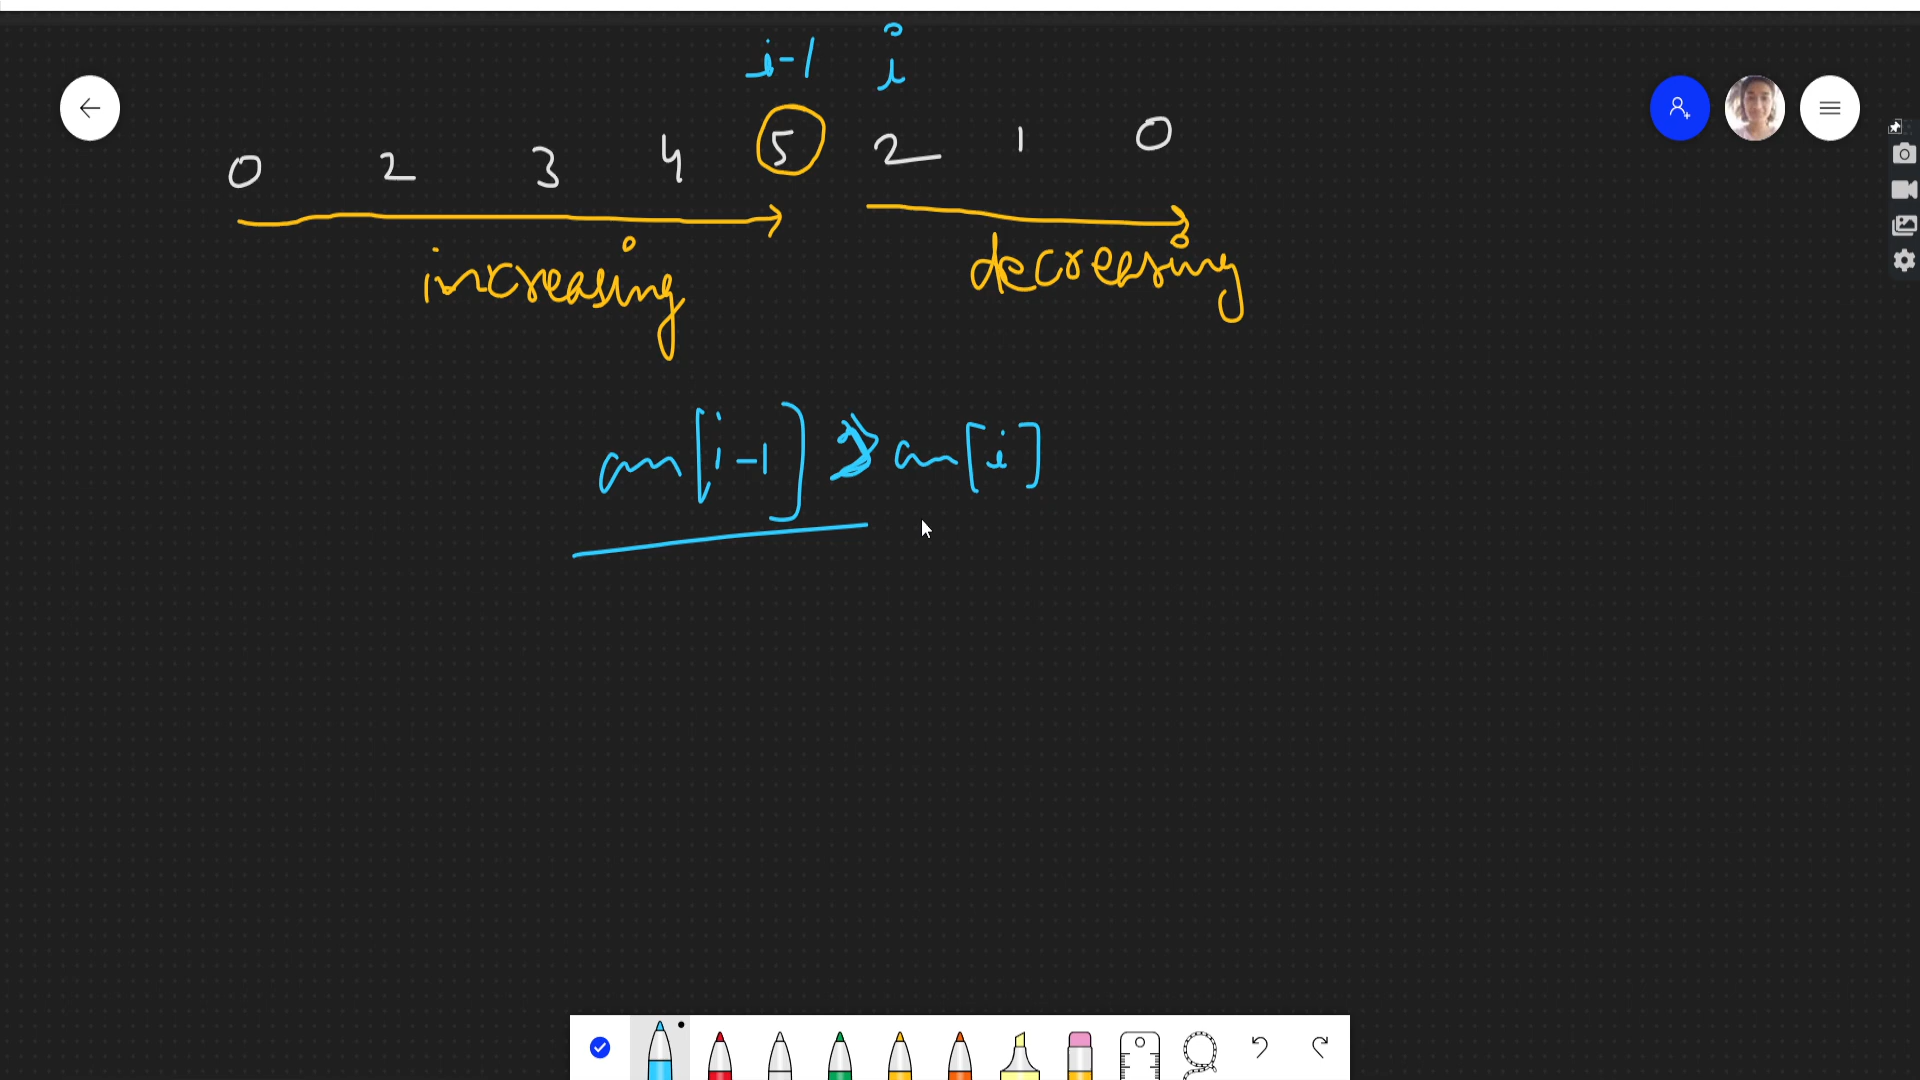 i-1 i
0 2 3 4 5 2 1 0
increasing decreasing
arr[i-1] > arr[i]